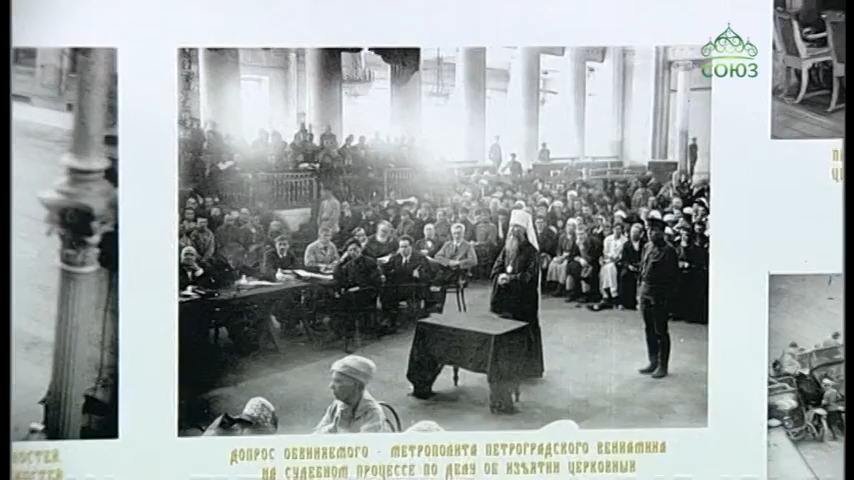 СОЮЗ
ДОПРОС ОБВИНЯЕМОГО - МИТРОПОЛИТА ПЕТРОГРАДСКОГО ВЕНИАМИНА
НА СУДЕБНОМ ПРОЦЕССЕ ПО ДЕЛУ ОБ ИЗЪЯТИИ ЦЕРКОВНЫХ